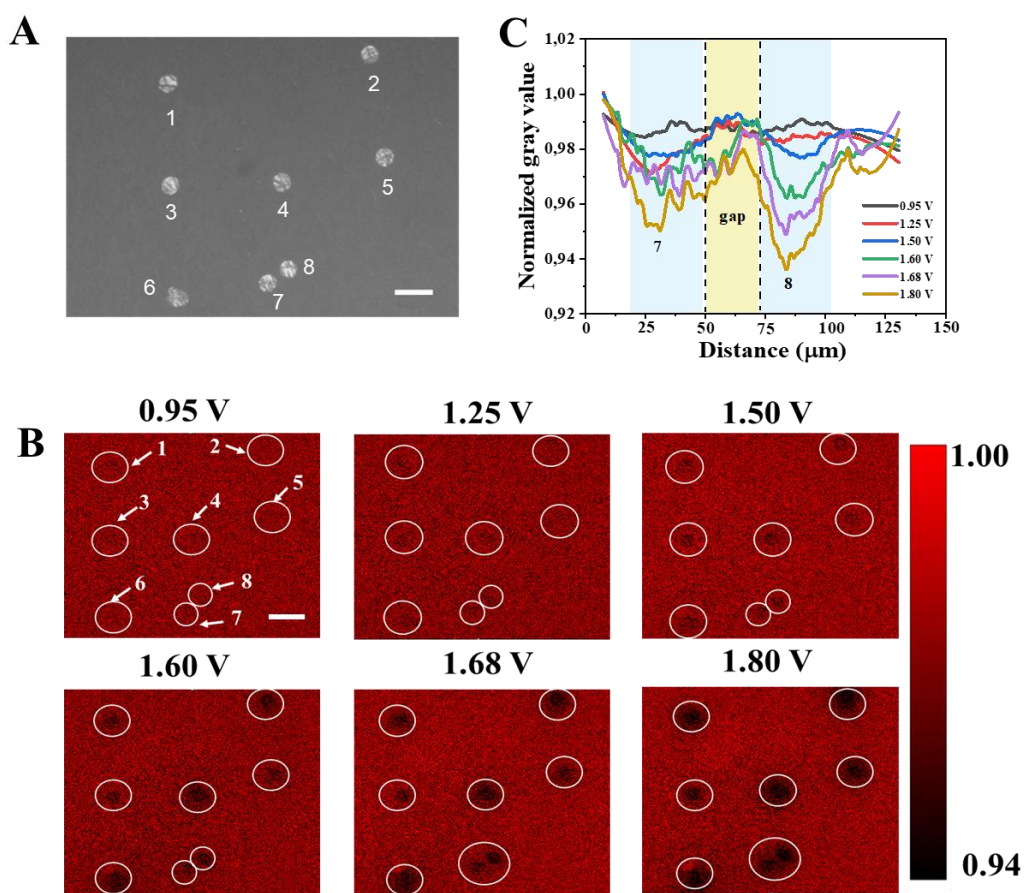 A
1
2
3
4
5
6
7
8
C
Normalized gray value
1,02
1,00
0,98
0,96
0,94
0,92
0
25
50
75
100
125
150
Distance (μm)
7
gap
8
0.95 V
1.25 V
1.50 V
1.60 V
1.68 V
1.80 V
B
0.95 V
1.25 V
1.50 V
1
2
3
4
5
6
7
8
1.60 V
1.68 V
1.80 V
1.00
0.94